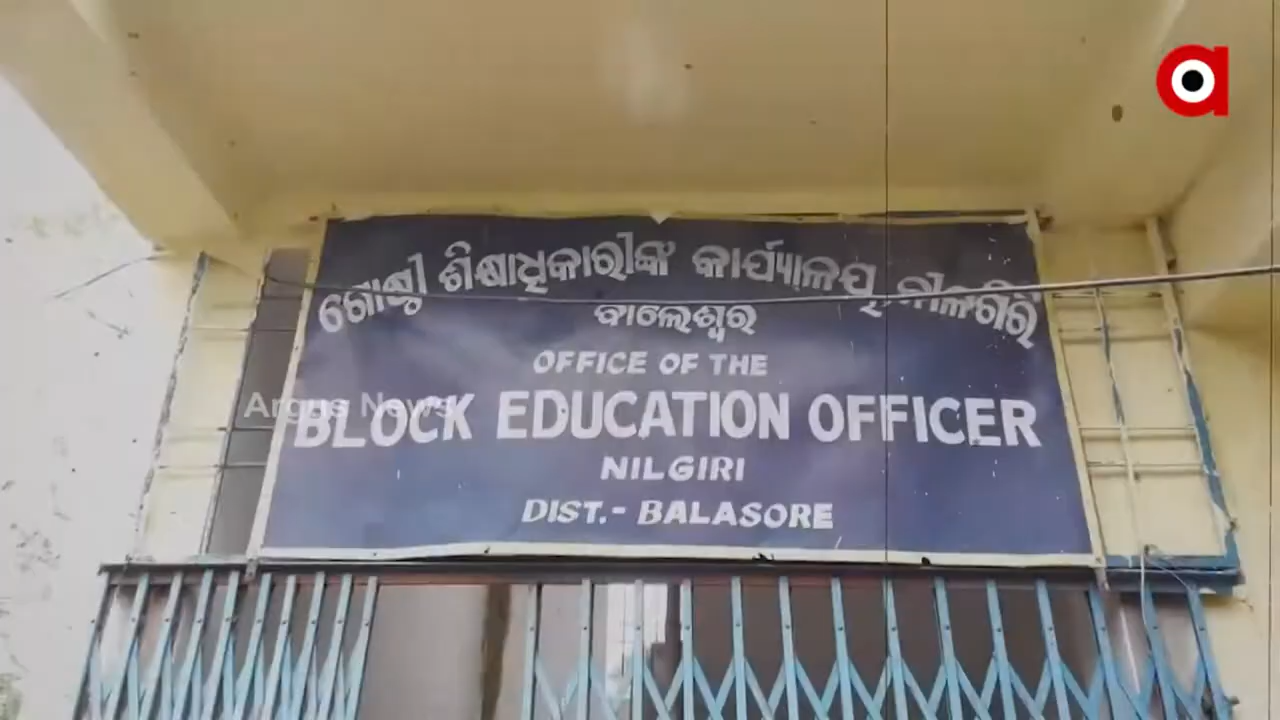 ଗୋଷ୍ଠୀ ଶିକ୍ଷାଧିକାରୀଙ୍କ କାର୍ଯ୍ୟାଳୟ, ନୀଳଗିରି
ବାଲେଶ୍ୱର
OFFICE OF THE
BLOCK EDUCATION OFFICER
NILGIRI
DIST.- BALASORE
Argus News